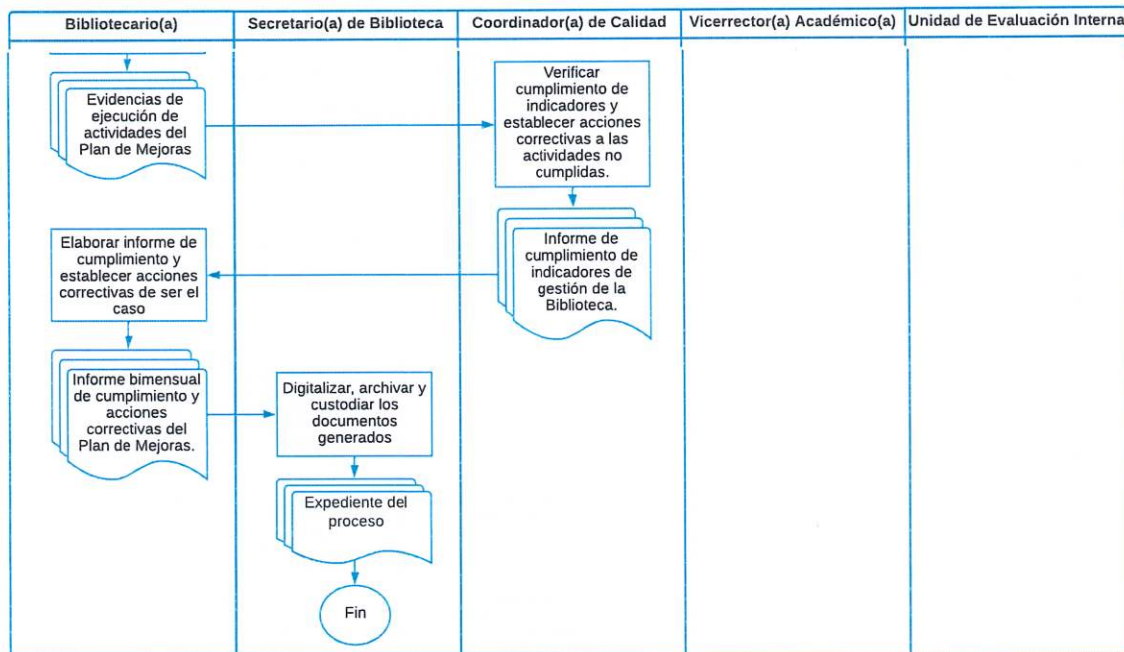 Bibliotecario(a)
Secretario(a) de Biblioteca
Coordinador(a) de Calidad
Vicerrector(a) Académico(a)
Unidad de Evaluación Interna
Evidencias de
ejecución de
actividades del
Plan de Mejoras
Verificar
cumplimiento de
indicadores y
establecer acciones
correctivas a las
actividades no
cumplidas.
Informe de
cumplimiento de
indicadores de
gestión de la
Biblioteca.
Elaborar informe de
cumplimiento y
establecer acciones
correctivas de ser el
caso
Informe bimensual
de cumplimiento y
acciones
correctivas del
Plan de Mejoras.
Digitalizar, archivar y
custodiar los
documentos
generados
Expediente del
proceso
Fin